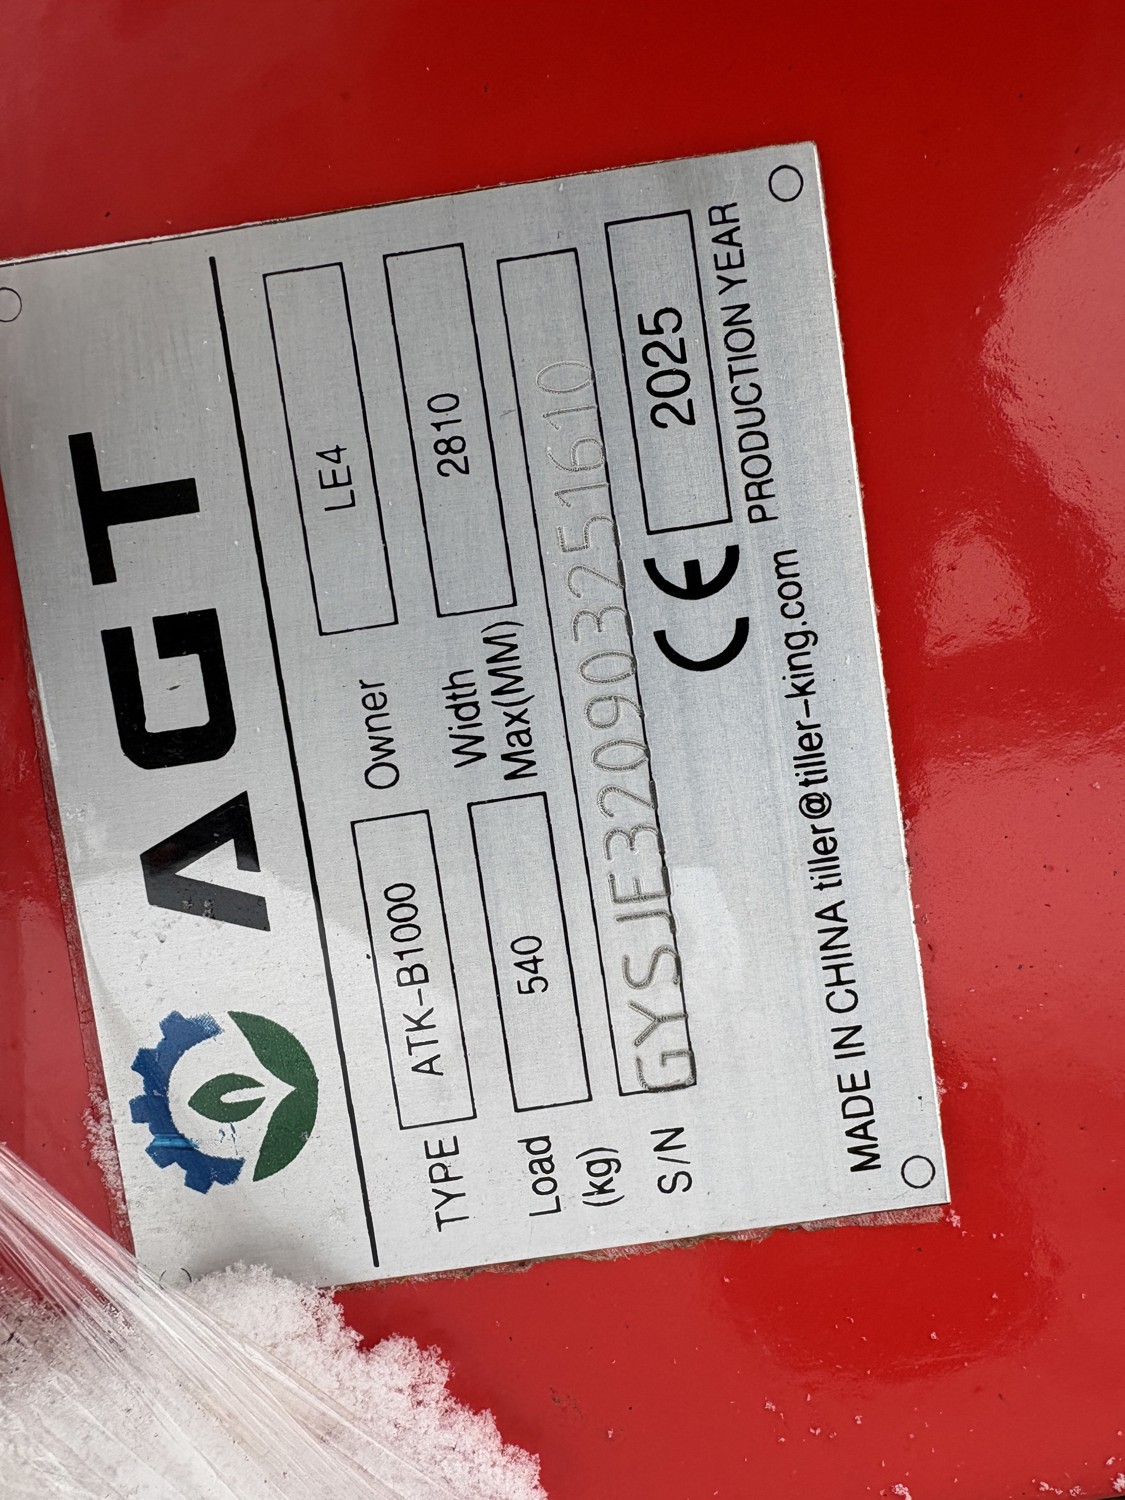 AGT
TYPE ATK-B1000 Owner LE4
Load (kg) 540 Width Max(MM) 2810
S/N GYSJE320903251610
CE 2025
PRODUCTION YEAR
MADE IN CHINA tiller@tiller-king.com